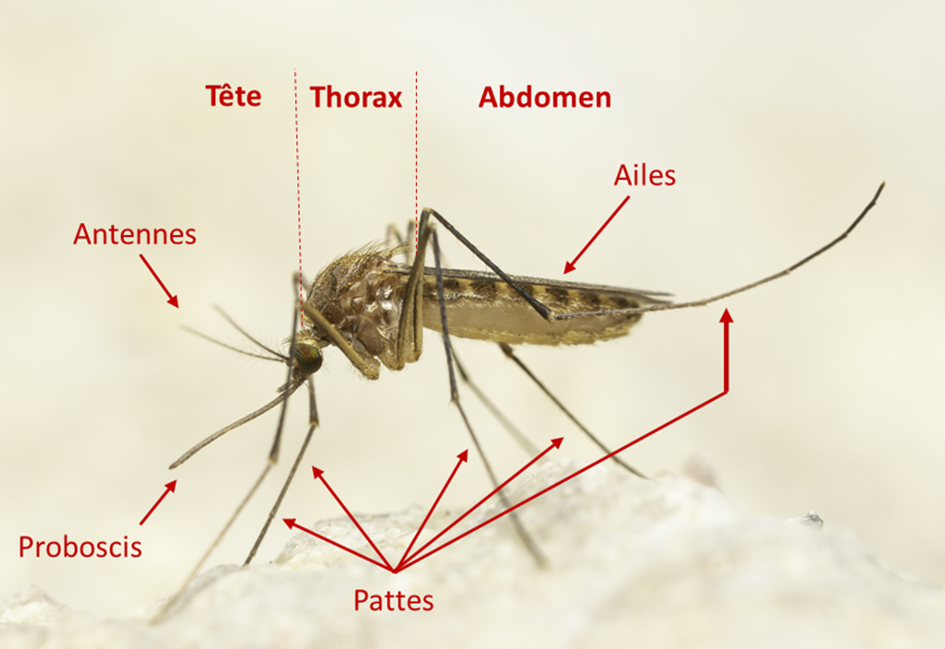 Tête
Thorax
Abdomen
Ailes
Antennes
Proboscis
Pattes